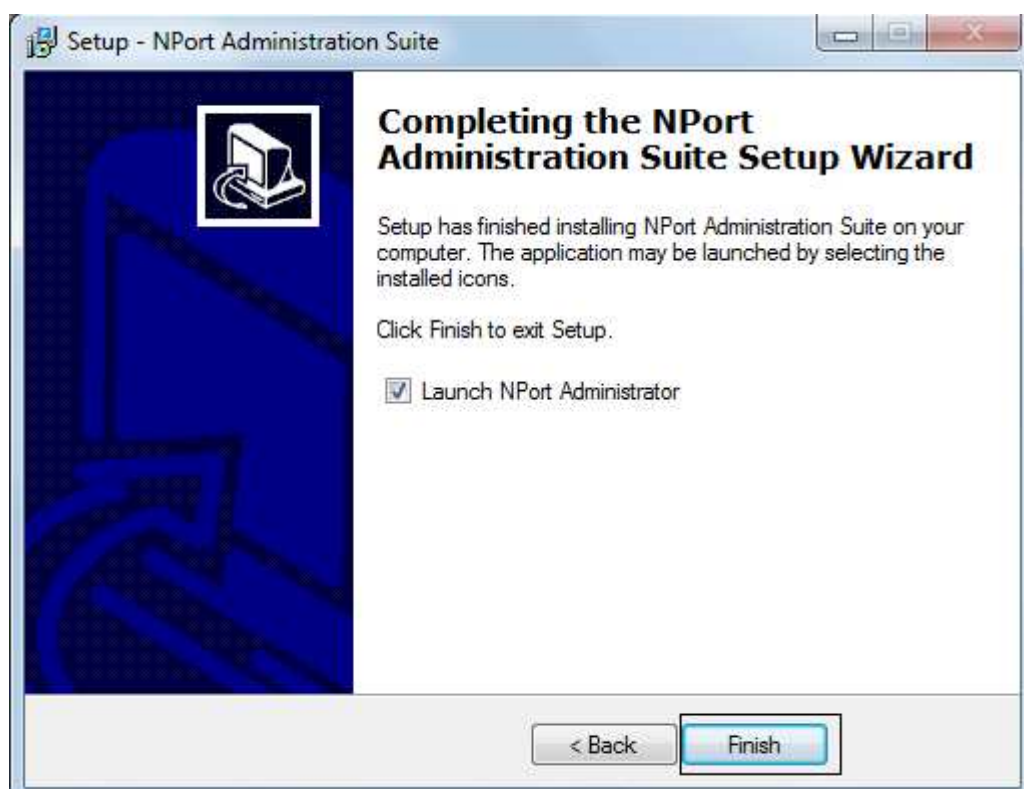 Setup - NPort Administration Suite
Completing the NPort
Administration Suite Setup Wizard
Setup has finished installing NPort Administration Suite on your
computer. The application may be launched by selecting the
installed icons.
Click Finish to exit Setup.
Launch NPort Administrator
< Back
Finish